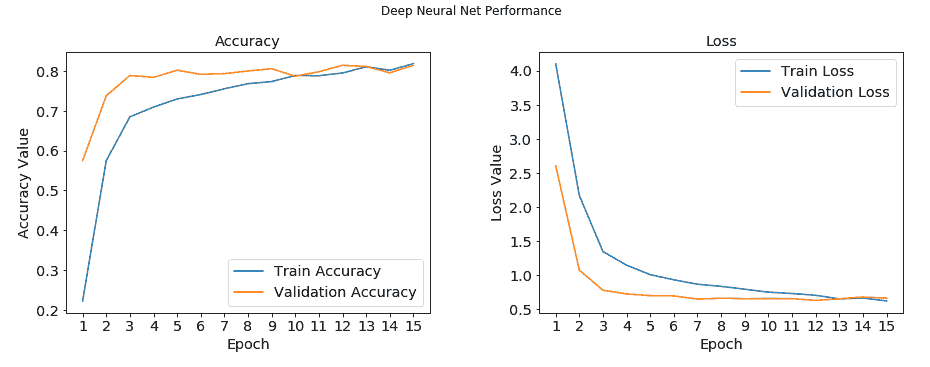 Deep Neural Net Performance
Accuracy
Accuracy Value
0.8
0.7
0.6
0.5
0.4
0.3
0.2
Train Accuracy
Validation Accuracy
1 2 3 4 5 6 7 8 9 10 11 12 13 14 15
Epoch
Loss
Loss Value
4.0
3.5
3.0
2.5
2.0
1.5
1.0
0.5
Train Loss
Validation Loss
1 2 3 4 5 6 7 8 9 10 11 12 13 14 15
Epoch